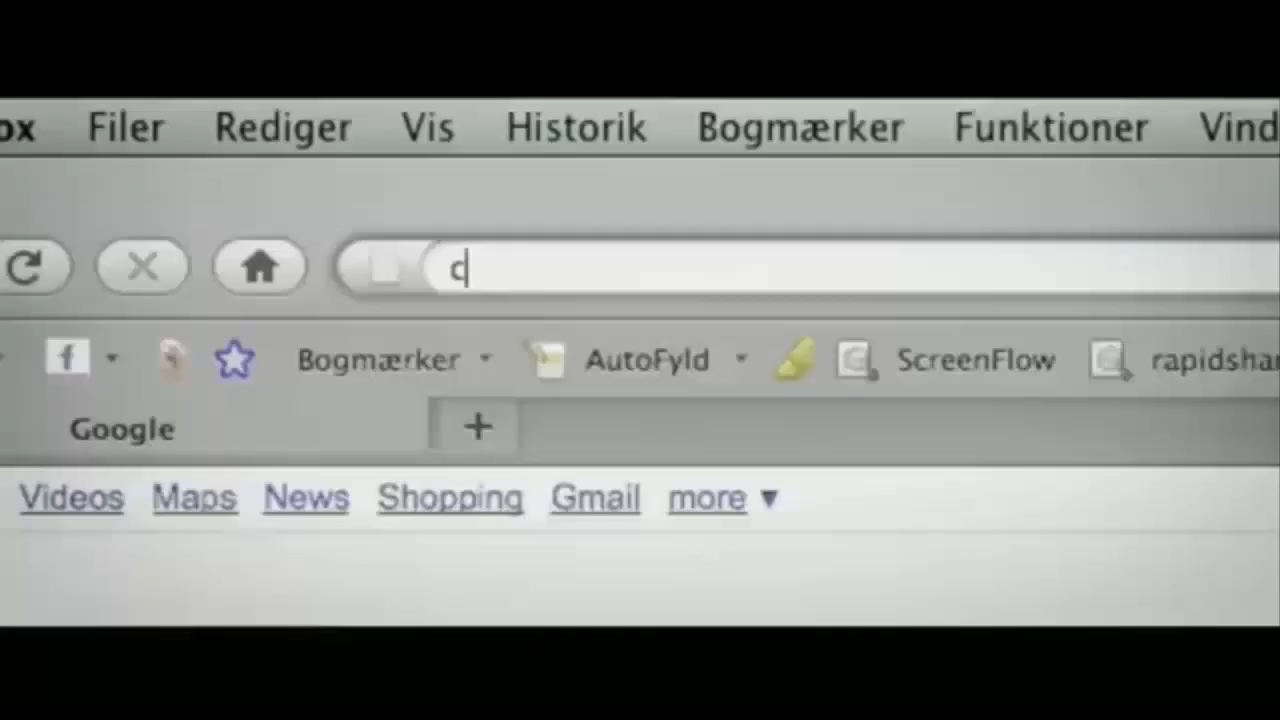 ox Filer Rediger Vis Historik Bogmærker Funktioner Vind
c
f Bogmærker AutoFyld ScreenFlow rapidshar
Google +
Videos Maps News Shopping Gmail more ▼